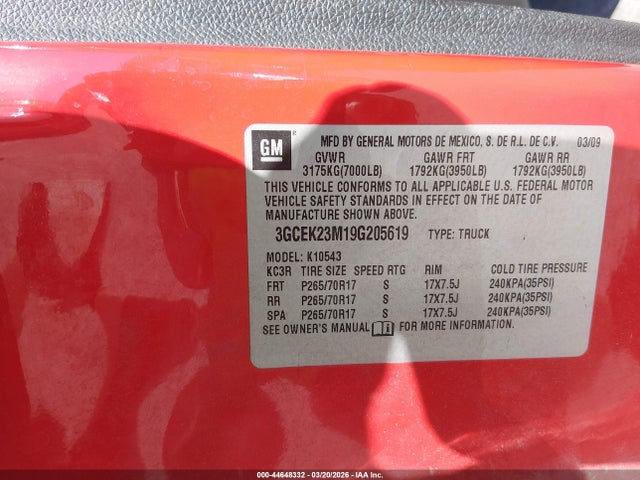 GM ®
MFD BY GENERAL MOTORS DE MEXICO, S. DE R.L. DE C.V. 03/09
GVWR GAWR FRT GAWR RR
3175KG(7000LB) 1792KG(3950LB) 1792KG(3950LB)
THIS VEHICLE CONFORMS TO ALL APPLICABLE U.S. FEDERAL MOTOR
VEHICLE SAFETY STANDARDS IN EFFECT ON THE DATE OF
MANUFACTURE SHOWN ABOVE.
3GCEK23M19G205619 TYPE: TRUCK
MODEL: K10543
KC3R TIRE SIZE SPEED RTG RIM COLD TIRE PRESSURE
FRT P265/70R17 S 17X7.5J 240KPA(35PSI)
RR P265/70R17 S 17X7.5J 240KPA(35PSI)
SPA P265/70R17 S 17X7.5J 240KPA(35PSI)
SEE OWNER'S MANUAL FOR MORE INFORMATION.
000-44648332 — 03/20/2026 — IAA Inc.